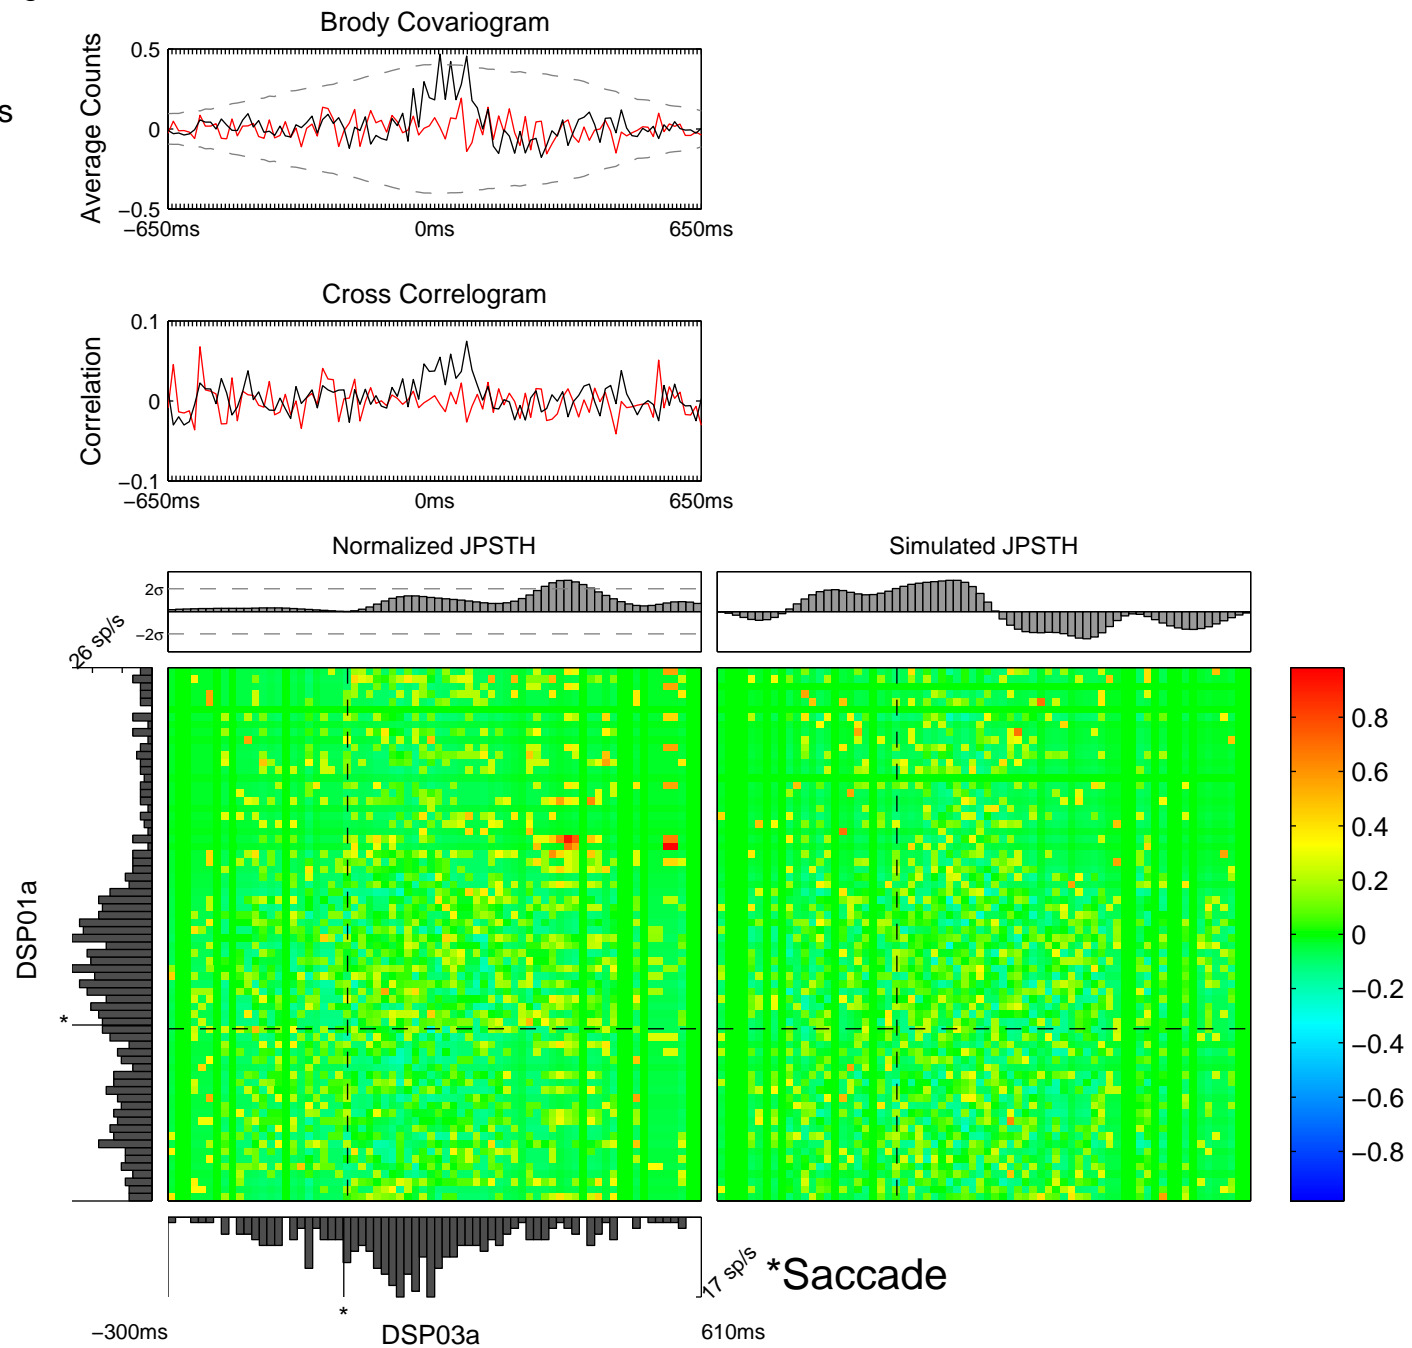 Brody Covariogram
s
Average Counts
0.5
0
−0.5
−650ms
0ms
650ms
Cross Correlogram
Correlation
0.1
0
−0.1
−650ms
0ms
650ms
Normalized JPSTH
Simulated JPSTH
2σ
−2σ
26 sp/s
DSP01a
*
0.8
0.6
0.4
0.2
0
−0.2
−0.4
−0.6
−0.8
17 sp/s
*Saccade
*
−300ms
DSP03a
610ms